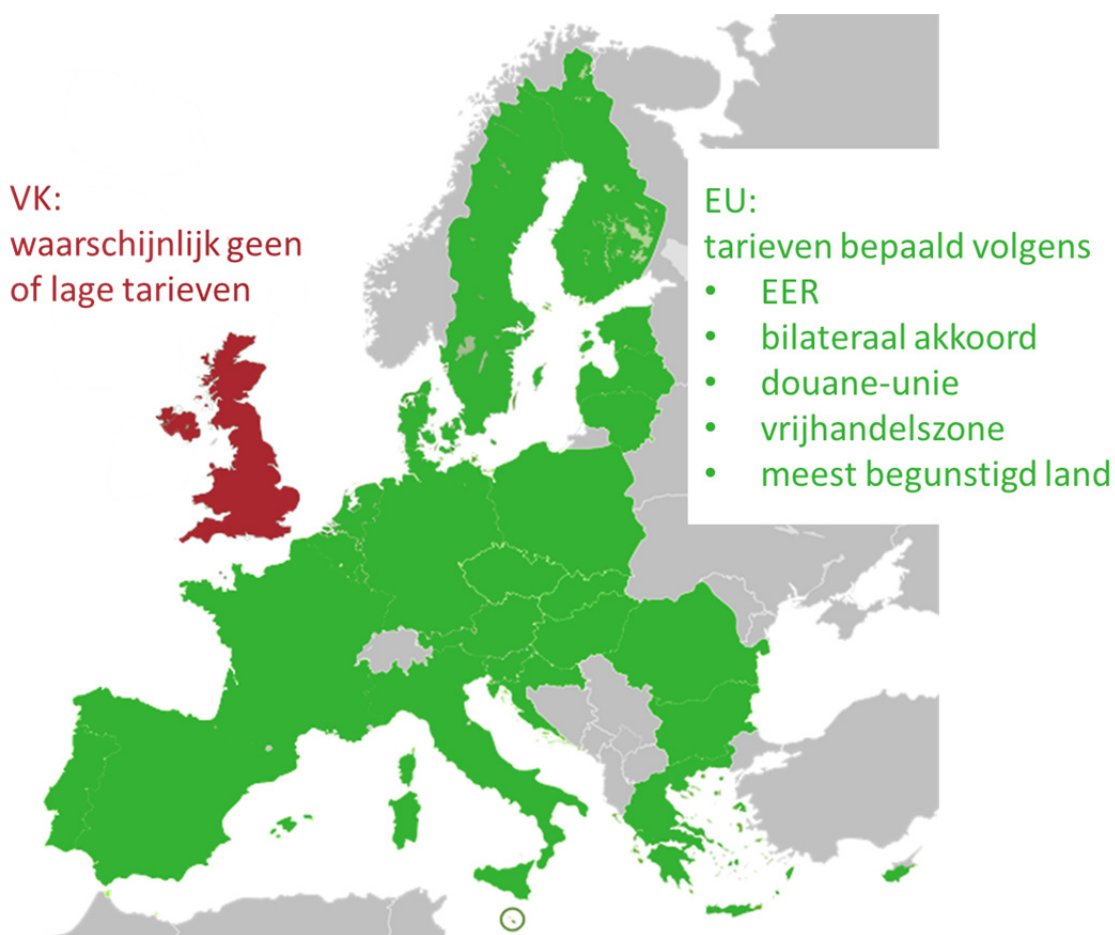 VK:
waarschijnlijk geen
of lage tarieven
EU:
tarieven bepaald volgens
• EER
• bilateraal akkoord
• douane-unie
• vrijhandelszone
• meest begunstigd land